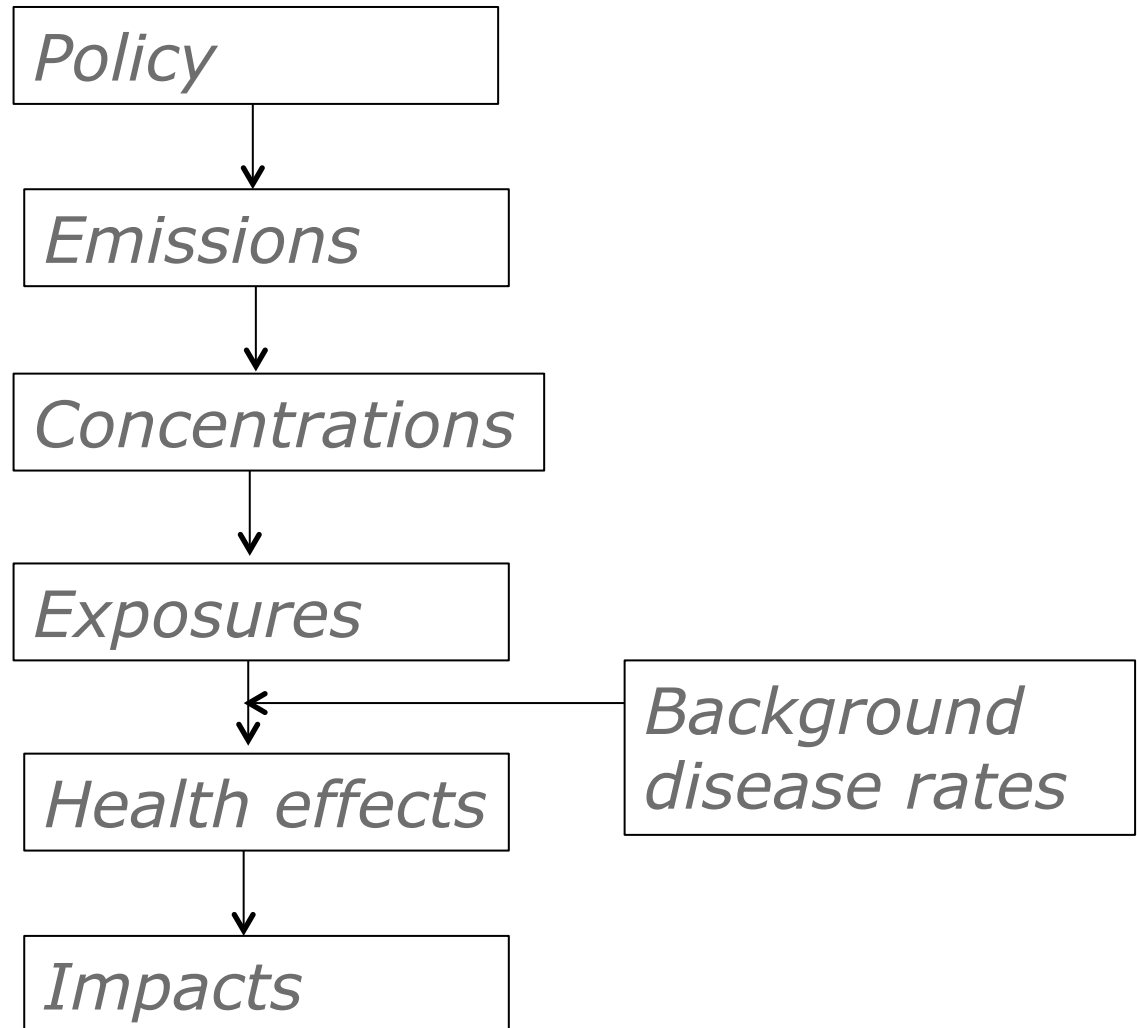 Policy
Emissions
Concentrations
Exposures
Background
disease rates
Health effects
Impacts